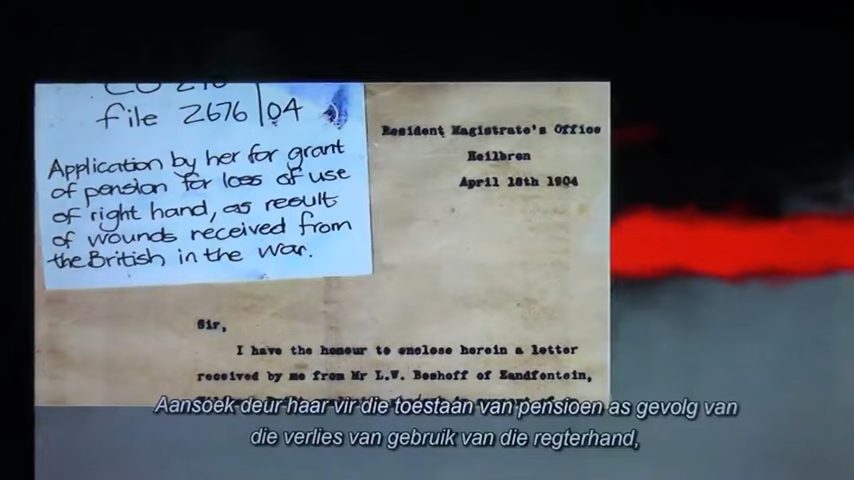 file 2676/04
Application by her for grant
of pension for loss of use
of right hand, as result
of wounds received from
the British in the war.
Resident Magistrate's Office
Heilbron
April 18th 1904
Sir,
I have the honour to enclose herein a letter
received by me from Mr L.W. Boshoff of Zandfontein,
Aansoek deur haar vir die toestaan van pensioen as gevolg van
die verlies van gebruik van die regterhand,